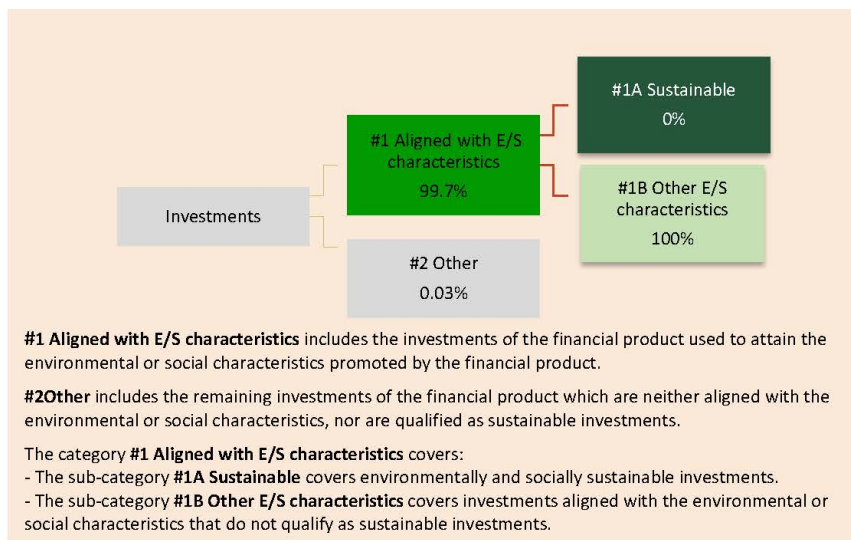 #1A Sustainable
0%
#1 Aligned with E/S
characteristics
99.7%
#1B Other E/S
characteristics
100%
Investments
#2 Other
0.03%
#1 Aligned with E/S characteristics includes the investments of the financial product used to attain the
environmental or social characteristics promoted by the financial product.
#2Other includes the remaining investments of the financial product which are neither aligned with the
environmental or social characteristics, nor are qualified as sustainable investments.
The category #1 Aligned with E/S characteristics covers:
- The sub-category #1A Sustainable covers environmentally and socially sustainable investments.
- The sub-category #1B Other E/S characteristics covers investments aligned with the environmental or
social characteristics that do not qualify as sustainable investments.